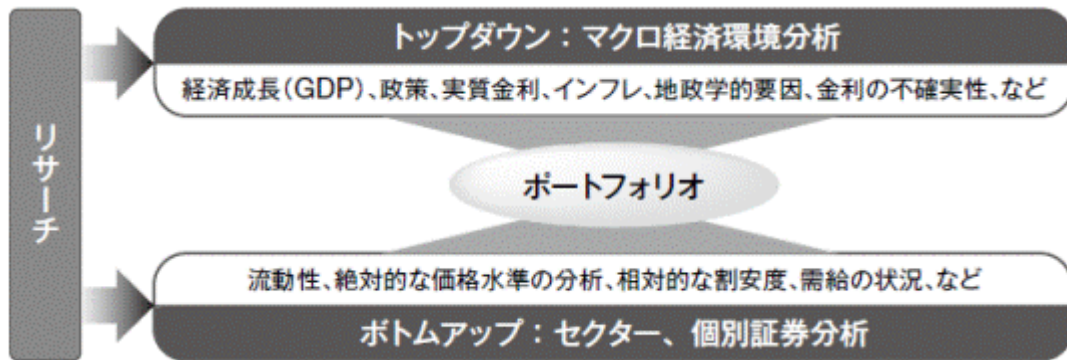 リサーチ
トップダウン：マクロ経済環境分析
経済成長（GDP）、政策、実質金利、インフレ、地政学的要因、金利の不確実性、など
ポートフォリオ
流動性、絶対的な価格水準の分析、相対的な割安度、需給の状況、など
ボトムアップ：セクター、個別証券分析